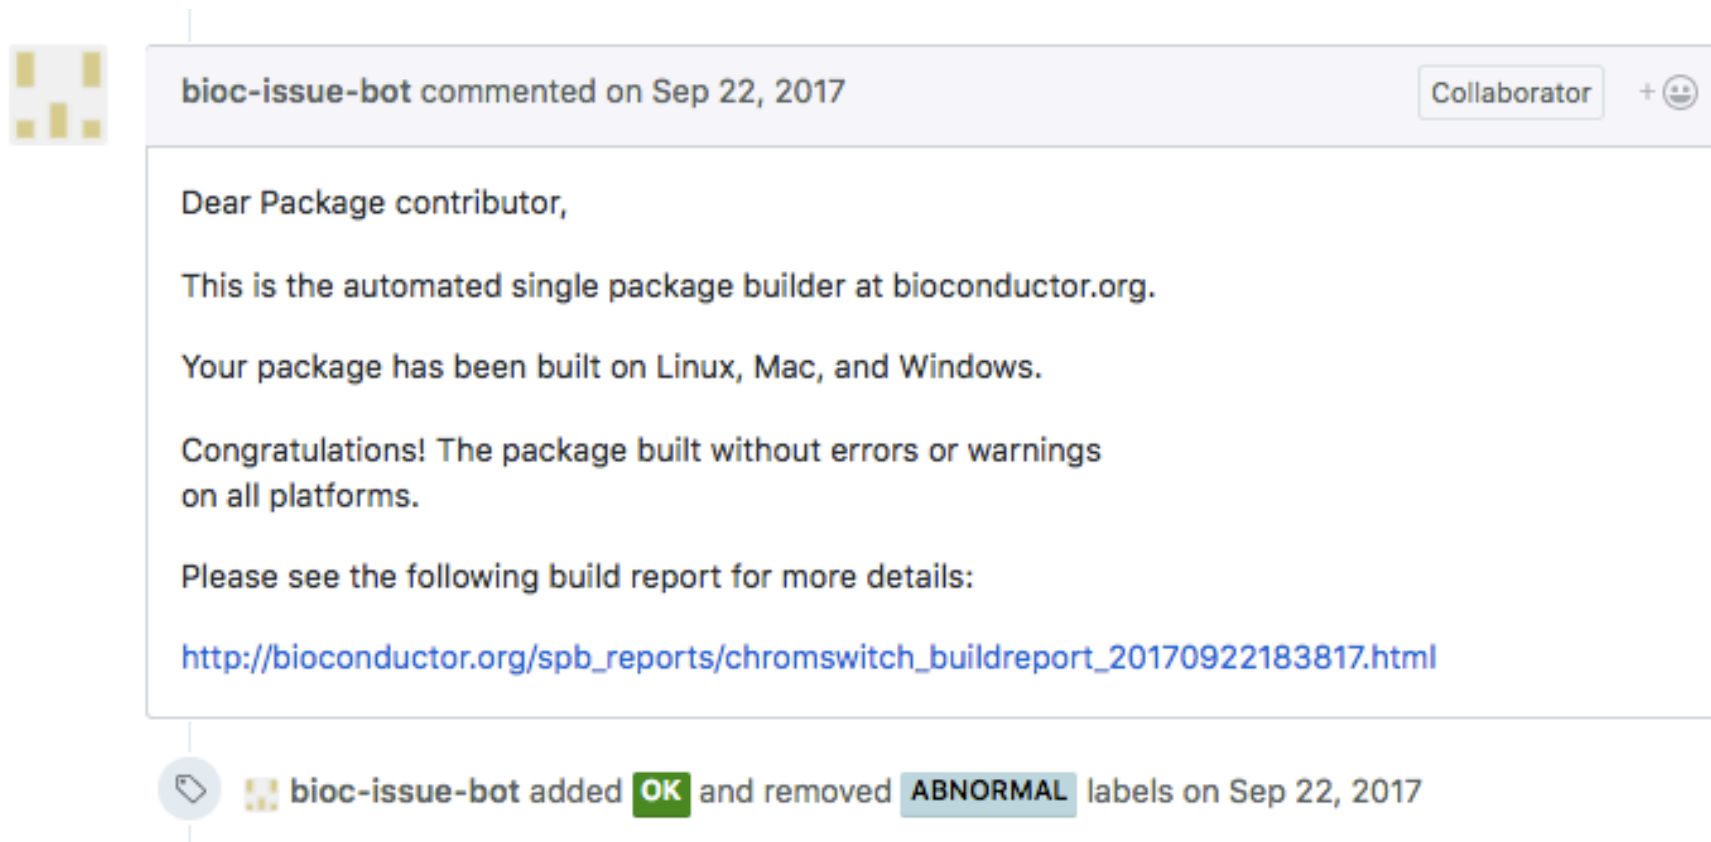 bioc-issue-bot commented on Sep 22, 2017 Collaborator +
Dear Package contributor,
This is the automated single package builder at bioconductor.org.
Your package has been built on Linux, Mac, and Windows.
Congratulations! The package built without errors or warnings
on all platforms.
Please see the following build report for more details:
http://bioconductor.org/spb_reports/chromswitch_buildreport_20170922183817.html
bioc-issue-bot added OK and removed ABNORMAL labels on Sep 22, 2017